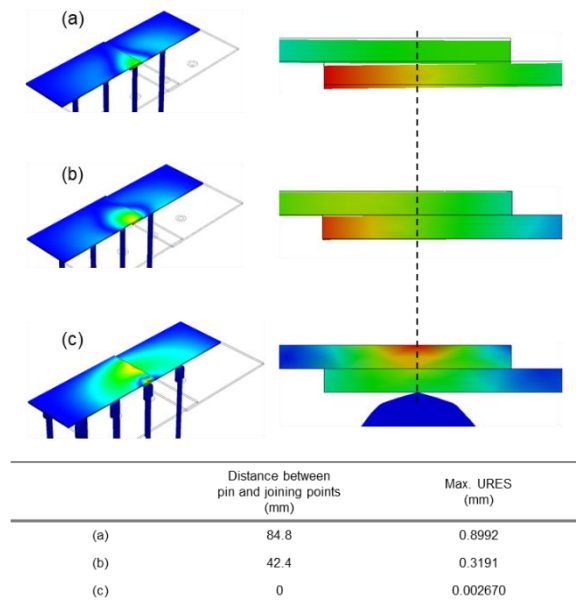 (a)
(b)
(c)
Distance between
pin and joining points
(mm)
Max. URES
(mm)
(a) 84.8 0.8992
(b) 42.4 0.3191
(c) 0 0.002670